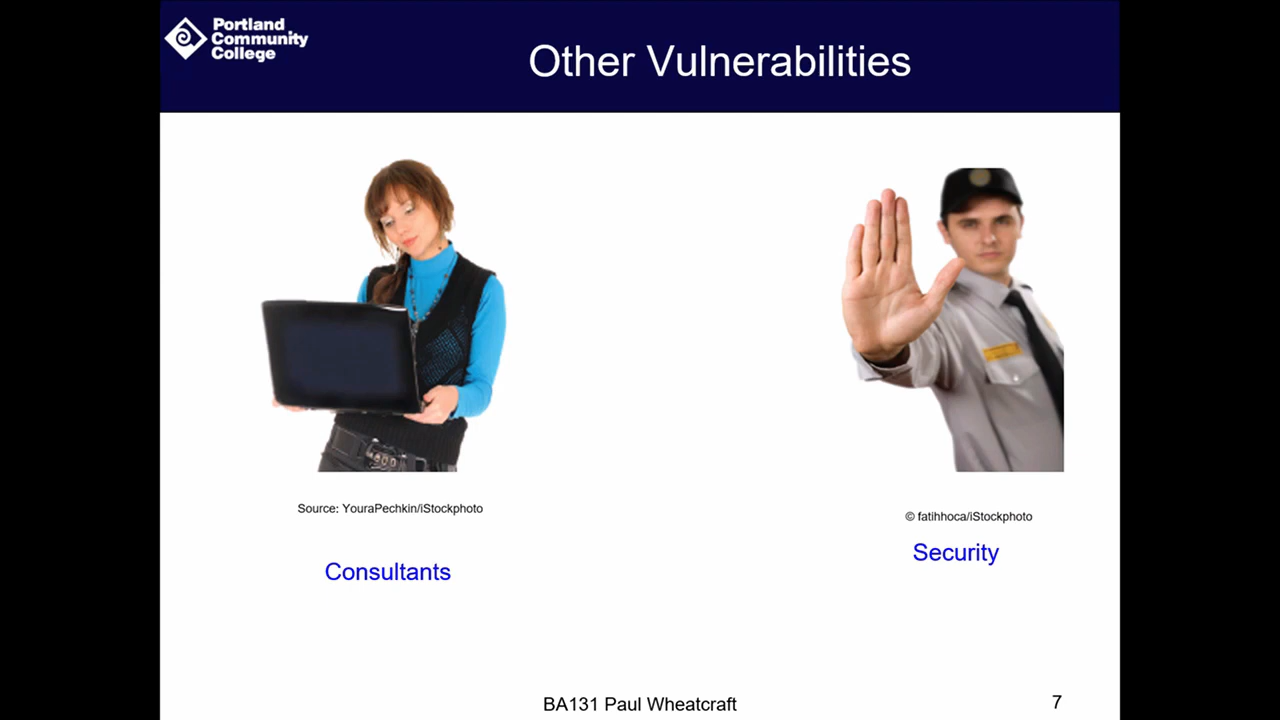 Portland
Community
College
Other Vulnerabilities
Source: YouraPechkin/iStockphoto
© fatihhoca/iStockphoto
Consultants
Security
BA131 Paul Wheatcraft
7